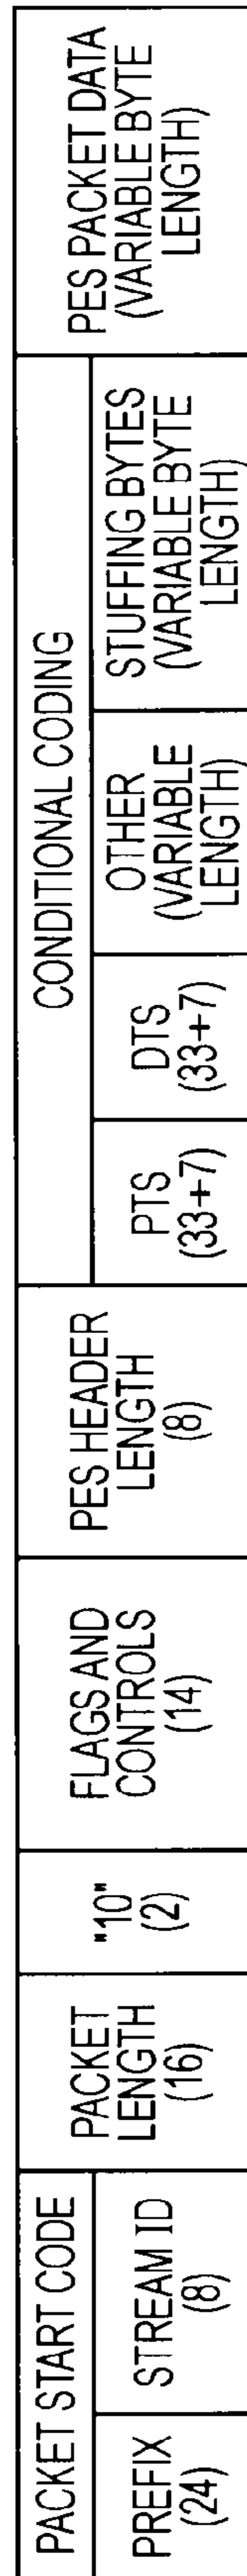 PACKET START CODE
PREFIX
(24)
STREAM ID
(8)
PACKET
LENGTH
(16)
"10"
(2)
FLAGS AND
CONTROLS
(14)
PES HEADER
LENGTH
(8)
CONDITIONAL CODING
PTS
(33+7)
DTS
(33+7)
OTHER
(VARIABLE
LENGTH)
STUFFING BYTES
(VARIABLE BYTE
LENGTH)
PES PACKET DATA
(VARIABLE BYTE
LENGTH)